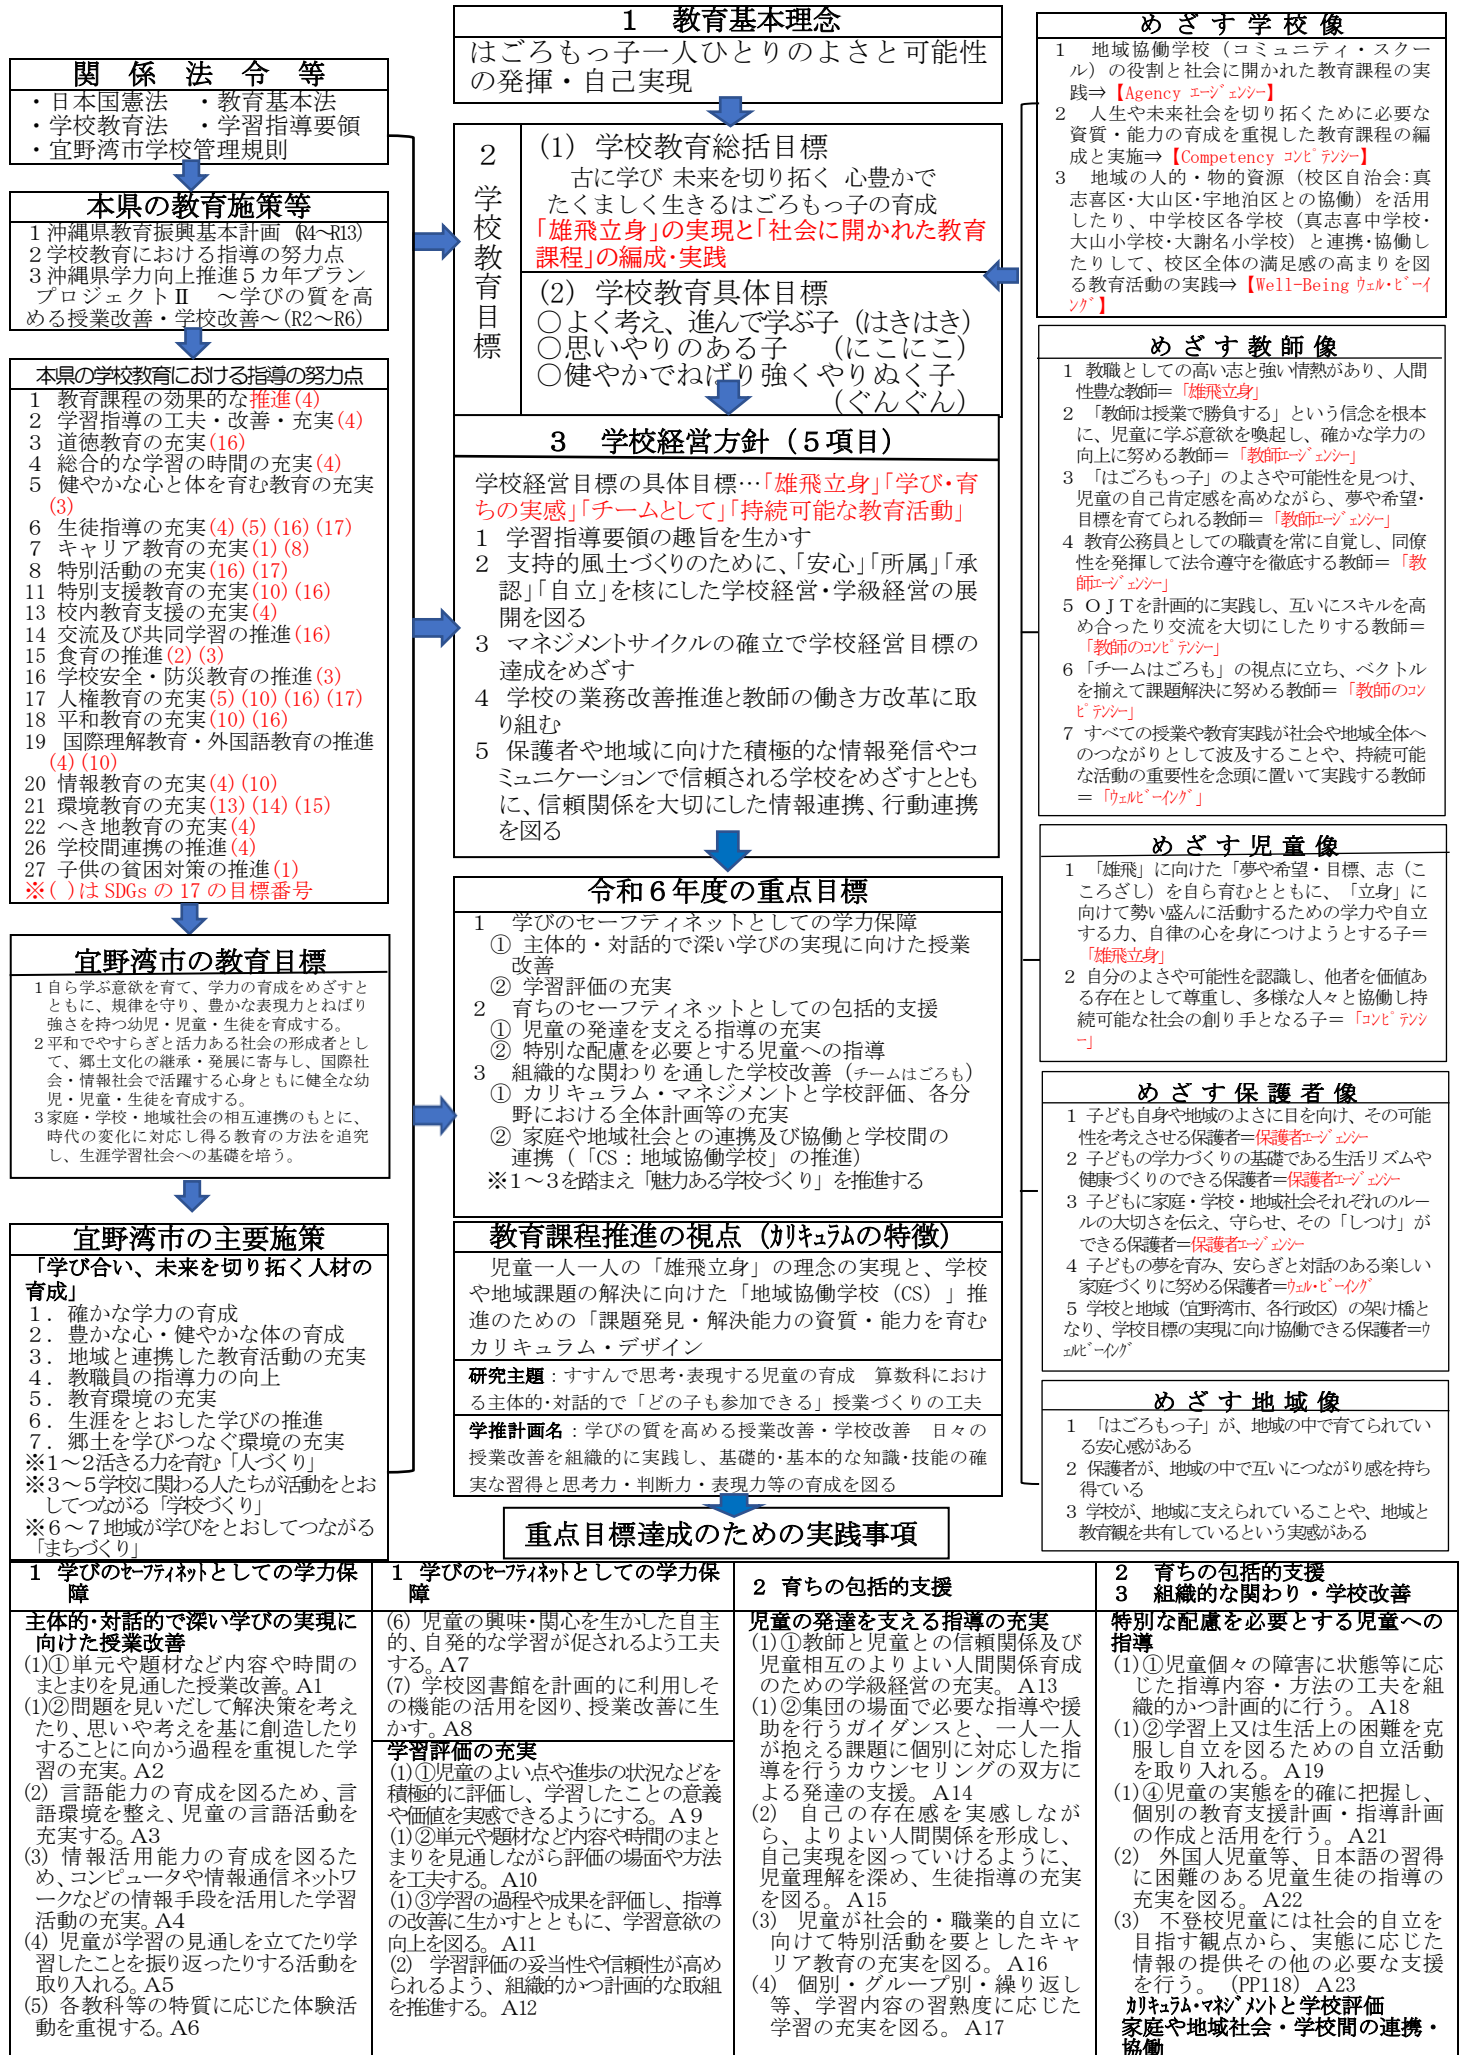 関係法令等
・日本国憲法　・教育基本法
・学校教育法　・学習指導要領
・宜野湾市学校管理規則
本県の教育施策等
1 沖縄県教育振興基本計画（R4～R13）
2 学校教育における指導の努力点
3 沖縄県学力向上推進５カ年プラン
プロジェクトⅡ　～学びの質を高
める授業改善・学校改善～(R2～R6)
本県の学校教育における指導の努力点
1 教育課程の効果的な推進(4)
2 学習指導の工夫・改善・充実(4)
3 道徳教育の充実(16)
4 総合的な学習の時間の充実(4)
5 健やかな心と体を育む教育の充実
(3)
6 生徒指導の充実(4)(5)(16)(17)
7 キャリア教育の充実(1)(8)
8 特別活動の充実(16)(17)
11 特別支援教育の充実(10)(16)
13 校内教育支援の充実(4)
14 交流及び共同学習の推進(16)
15 食育の推進(2)(3)
16 学校安全・防災教育の推進(3)
17 人権教育の充実(5)(10)(16)(17)
18 平和教育の充実(10)(16)
19 国際理解教育・外国語教育の推進
(4)(10)
20 情報教育の充実(4)(10)
21 環境教育の充実(13)(14)(15)
22 へき地教育の充実(4)
26 学校間連携の推進(4)
27 子供の貧困対策の推進(1)
※( )は SDGs の 17 の目標番号
宜野湾市の教育目標
1 自ら学ぶ意欲を育て、学力の育成をめざすと
ともに、規律を守り、豊かな表現力とねばり
強さを持つ幼児・児童・生徒を育成する。
2 平和でやすらぎと活力ある社会の形成者とし
て、郷土文化の継承・発展に寄与し、国際社
会・情報社会で活躍する心身ともに健全な幼
児・児童・生徒を育成する。
3 家庭・学校・地域社会の相互連携のもとに、
時代の変化に対応し得る教育の方法を追究
し、生涯学習社会への基礎を培う。
宜野湾市の主要施策
「学び合い、未来を切り拓く人材の
育成」
１．確かな学力の育成
２．豊かな心・健やかな体の育成
３．地域と連携した教育活動の充実
４．教職員の指導力の向上
５．教育環境の充実
６．生涯をとおした学びの推進
７．郷土を学びつなぐ環境の充実
※１～２活きる力を育む「人づくり」
※３～５学校に関わる人たちが活動をとお
してつながる「学校づくり」
※６～７地域が学びをとおしてつながる
「まちづくり」
１　教育基本理念
はごろもっ子一人ひとりのよさと可能性
の発揮・自己実現
２　学校教育目標
(1) 学校教育総括目標
古に学び 未来を切り拓く 心豊かで
たくましく生きるはごろもっ子の育成
「雄飛立身」の実現と「社会に開かれた教育
課程」の編成・実践
(2) 学校教育具体目標
○よく考え、進んで学ぶ子（はきはき）
○思いやりのある子　（にこにこ）
○健やかでねばり強くやりぬく子
（ぐんぐん）
３　学校経営方針（５項目）
学校経営目標の具体目標…「雄飛立身」「学び・育
ちの実感」「チームとして」「持続可能な教育活動」
1 学習指導要領の趣旨を生かす
2 支持的風土づくりのために、「安心」「所属」「承
認」「自立」を核にした学校経営・学級経営の展
開を図る
3 マネジメントサイクルの確立で学校経営目標の
達成をめざす
4 学校の業務改善推進と教師の働き方改革に取
り組む
5 保護者や地域に向けた積極的な情報発信やコ
ミュニケーションで信頼される学校をめざすととも
に、信頼関係を大切にした情報連携、行動連携
を図る
令和６年度の重点目標
1 学びのセーフティネットとしての学力保障
① 主体的・対話的で深い学びの実現に向けた授業
改善
② 学習評価の充実
2 育ちのセーフティネットとしての包括的支援
① 児童の発達を支える指導の充実
② 特別な配慮を必要とする児童への指導
3 組織的な関わりを通した学校改善（チームはごろも）
① カリキュラム・マネジメントと学校評価、各分
野における全体計画等の充実
② 家庭や地域社会との連携及び協働と学校間の
連携（「CS：地域協働学校」の推進）
※１～３を踏まえ「魅力ある学校づくり」を推進する
教育課程推進の視点（ｶﾘｷｭﾗﾑの特徴）
児童一人一人の「雄飛立身」の理念の実現と、学校
や地域課題の解決に向けた「地域協働学校（CS）」推
進のための「課題発見・解決能力の資質・能力を育む
カリキュラム・デザイン
研究主題：すすんで思考・表現する児童の育成　算数科におけ
る主体的・対話的で「どの子も参加できる」授業づくりの工夫
学推計画名：学びの質を高める授業改善・学校改善　日々の
授業改善を組織的に実践し、基礎的・基本的な知識・技能の確
実な習得と思考力・判断力・表現力等の育成を図る
重点目標達成のための実践事項
めざす学校像
1 地域協働学校（コミュニティ・スクー
ル）の役割と社会に開かれた教育課程の実
践⇒【Agency ｴｰｼﾞｪﾝｼｰ】
2 人生や未来社会を切り拓くために必要な
資質・能力の育成を重視した教育課程の編
成と実施⇒【Competency ｺﾝﾋﾟﾃﾝｼｰ】
3 地域の人的・物的資源（校区自治会：真
志喜区・大山区・宇地泊区との協働）を活用
したり、中学校区各学校（真志喜中学校・
大山小学校・大謝名小学校）と連携・協働し
たりして、校区全体の満足感の高まりを図
る教育活動の実践⇒【Well-Being ｳｪﾙ・ﾋﾞｰｲ
ﾝｸﾞ】
めざす教師像
1 教職としての高い志と強い情熱があり、人間
性豊な教師＝「雄飛立身」
2 「教師は授業で勝負する」という信念を根本
に、児童に学ぶ意欲を喚起し、確かな学力の
向上に努める教師＝「教師ｴｰｼﾞｪﾝｼｰ」
3 「はごろもっ子」のよさや可能性を見つけ、
児童の自己肯定感を高めながら、夢や希望・
目標を育てられる教師＝「教師ｴｰｼﾞｪﾝｼｰ」
4 教育公務員としての職責を常に自覚し、同僚
性を発揮して法令遵守を徹底する教師＝「教
師ｴｰｼﾞｪﾝｼｰ」
5 ＯＪＴを計画的に実践し、互いにスキルを高
め合ったり交流を大切にしたりする教師＝
「教師のｺﾝﾋﾟﾃﾝｼｰ」
6 「チームはごろも」の視点に立ち、ベクトル
を揃えて課題解決に努める教師＝「教師のｺﾝ
ﾋﾟﾃﾝｼｰ」
7 すべての授業や教育実践が社会や地域全体へ
のつながりとして波及することや、持続可能
な活動の重要性を念頭に置いて実践する教師
＝「ｳｪﾙﾋﾞｰｲﾝｸﾞ」
めざす児童像
1 「雄飛」に向けた「夢や希望・目標、志（こ
ころざし）を自ら育むとともに、「立身」に
向けて勢い盛んに活動するための学力や自立
する力、自律の心を身につけようとする子＝
「雄飛立身」
2 自分のよさや可能性を認識し、他者を価値あ
る存在として尊重し、多様な人々と協働し持
続可能な社会の創り手となる子＝「ｺﾝﾋﾟﾃﾝｼ
ｰ」
めざす保護者像
1 子ども自身や地域のよさに目を向け、その可能
性を考えさせる保護者＝保護者ｴｰｼﾞｪﾝｼｰ
2 子どもの学力づくりの基礎である生活リズムや
健康づくりのできる保護者＝保護者ｴｰｼﾞｪﾝｼｰ
3 子どもに家庭・学校・地域社会それぞれのルー
ルの大切さを伝え、守らせ、その「しつけ」が
できる保護者＝保護者ｴｰｼﾞｪﾝｼｰ
4 子どもの夢を育み、安らぎと対話のある楽しい
家庭づくりに努める保護者＝ｳｪﾙ・ﾋﾞｰｲﾝｸﾞ
5 学校と地域（宜野湾市、各行政区）の架け橋と
なり、学校目標の実現に向け協働できる保護者＝ｳ
ｪﾙﾋﾞｰｲﾝｸﾞ
めざす地域像
1 「はごろもっ子」が、地域の中で育てられてい
る安心感がある
2 保護者が、地域の中で互いにつながり感を持ち
得ている
3 学校が、地域に支えられていることや、地域と
教育観を共有しているという実感がある
1 学びのｾｰﾌﾃｨﾈｯﾄとしての学力保
障
主体的・対話的で深い学びの実現に
向けた授業改善
(1)①単元や題材など内容や時間の
まとまりを見通した授業改善。A1
(1)②問題を見いだして解決策を考え
たり、思いや考えを基に創造したり
することに向かう過程を重視した学
習の充実。A2
(2) 言語能力の育成を図るため、言
語環境を整え、児童の言語活動を
充実する。A3
(3) 情報活用能力の育成を図るた
め、コンピュータや情報通信ネットワ
ークなどの情報手段を活用した学習
活動の充実。A4
(4) 児童が学習の見通しを立てたり学
習したことを振り返ったりする活動を
取り入れる。A5
(5) 各教科等の特質に応じた体験活
動を重視する。A6
1 学びのｾｰﾌﾃｨﾈｯﾄとしての学力保
障
(6) 児童の興味・関心を生かした自主
的、自発的な学習が促されるよう工夫
する。A7
(7) 学校図書館を計画的に利用しそ
の機能の活用を図り、授業改善に生
かす。A8
学習評価の充実
(1)①児童のよい点や進歩の状況などを
積極的に評価し、学習したことの意義
や価値を実感できるようにする。A９
(1)②単元や題材など内容や時間のまと
まりを見通しながら評価の場面や方法
を工夫する。A10
(1)③学習の過程や成果を評価し、指導
の改善に生かすとともに、学習意欲の
向上を図る。A11
(2) 学習評価の妥当性や信頼性が高め
られるよう、組織的かつ計画的な取組
を推進する。A12
2 育ちの包括的支援
児童の発達を支える指導の充実
(1)①教師と児童との信頼関係及び
児童相互のよりよい人間関係育成
のための学級経営の充実。A13
(1)②集団の場面で必要な指導や援
助を行うガイダンスと、一人一人
が抱える課題に個別に対応した指
導を行うカウンセリングの双方に
よる発達の支援。A14
(2) 自己の存在感を実感しなが
ら、よりよい人間関係を形成し、
自己実現を図っていけるように、
児童理解を深め、生徒指導の充実
を図る。A15
(3) 児童が社会的・職業的自立に
向けて特別活動を要としたキャ
リア教育の充実を図る。A16
(4) 個別・グループ別・繰り返し
等、学習内容の習熟度に応じた
学習の充実を図る。A17
2 育ちの包括的支援
3 組織的な関わり・学校改善
特別な配慮を必要とする児童への
指導
(1)①児童個々の障害に状態等に応
じた指導内容・方法の工夫を組
織的かつ計画的に行う。A18
(1)②学習上又は生活上の困難を克
服し自立を図るための自立活動
を取り入れる。A19
(1)④児童の実態を的確に把握し、
個別の教育支援計画・指導計画
の作成と活用を行う。A21
(2) 外国人児童等、日本語の習得
に困難のある児童生徒の指導の
充実を図る。A22
(3) 不登校児童には社会的自立を
目指す観点から、実態に応じた
情報の提供その他の必要な支援
を行う。（PP118）A23
ｶﾘｷｭﾗﾑ・ﾏﾈｼﾞﾒﾝﾄと学校評価
家庭や地域社会・学校間の連携・
協働